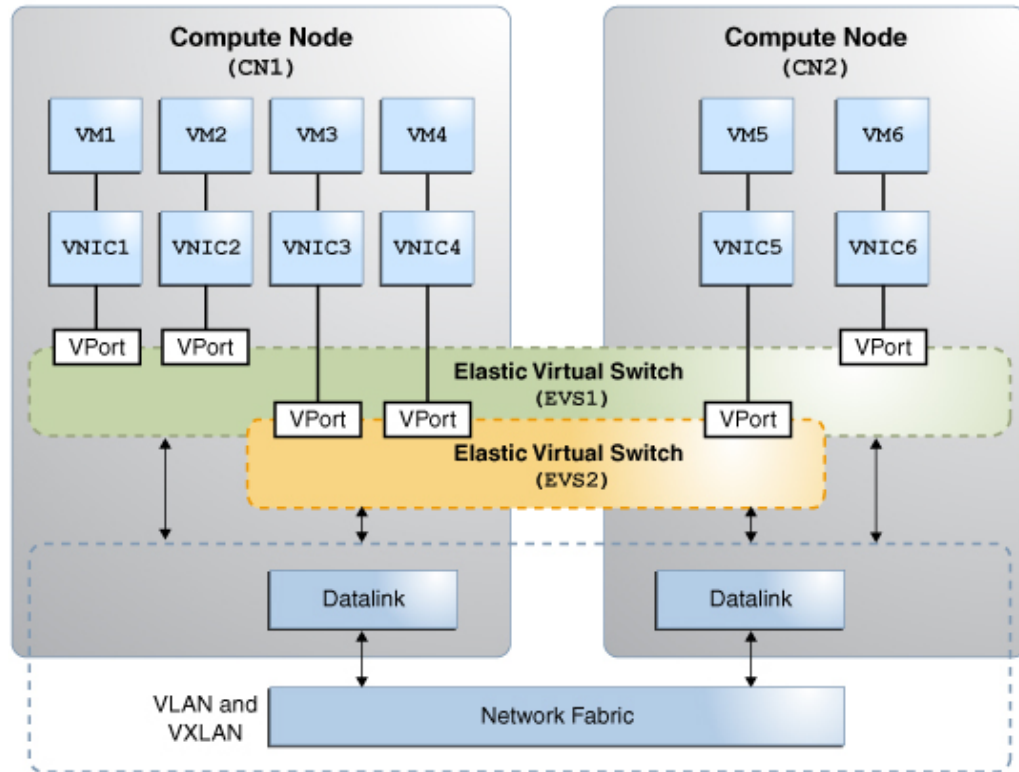 Compute Node
(CN1)
Compute Node
(CN2)
VM1
VM2
VM3
VM4
VM5
VM6
VNIC1
VNIC2
VNIC3
VNIC4
VNIC5
VNIC6
VPort
VPort
VPort
Elastic Virtual Switch
(EVS1)
VPort
VPort
VPort
Elastic Virtual Switch
(EVS2)
Datalink
Datalink
VLAN and
VXLAN
Network Fabric